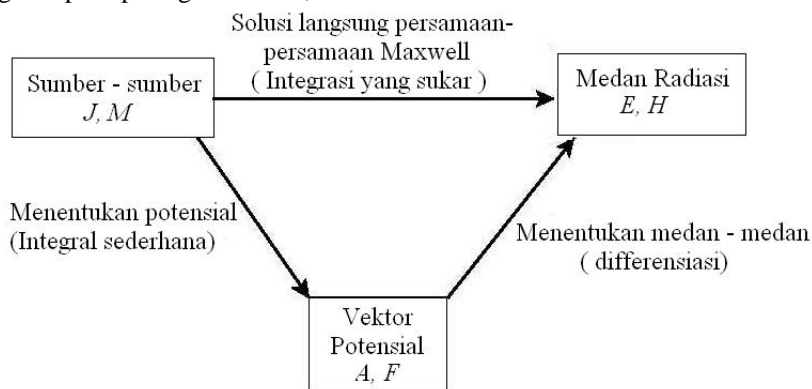 Solusi langsung persamaan-
persamaan Maxwell
( Integrasi yang sukar )
Sumber - sumber
J, M
Medan Radiasi
E, H
Menentukan potensial
(Integral sederhana)
Menentukan medan - medan
( differensiasi)
Vektor
Potensial
A, F